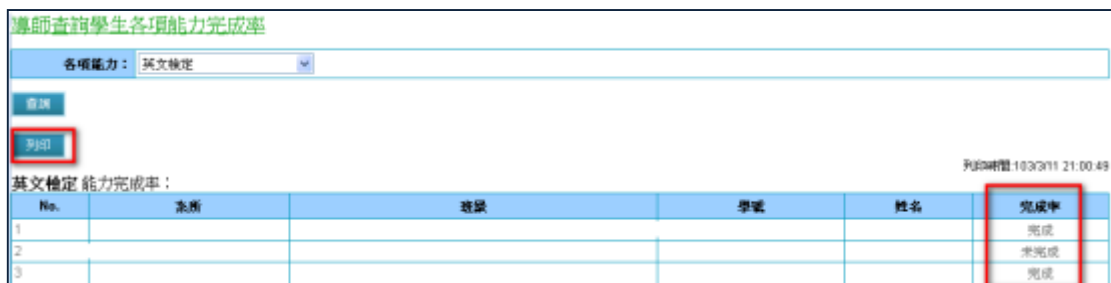 導師查詢學生各項能力完成率
各項能力： 英文檢定
查詢
列印
列印時間:103/3/11 21:00:49
英文檢定 能力完成率：
No. 系所 班級 學號 姓名 完成率
1 完成
2 未完成
3 完成